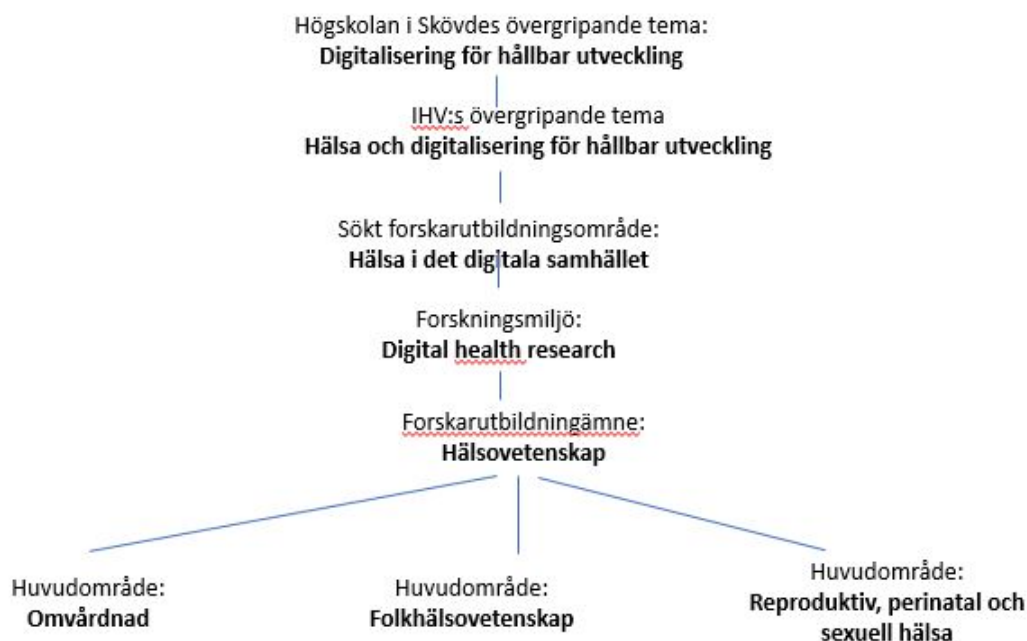 Högskolan i Skövdes övergripande tema:
Digitalisering för hållbar utveckling
IHV:s övergripande tema
Hälsa och digitalisering för hållbar utveckling
Sökt forskarutbildningsområde:
Hälsa i det digitala samhället
Forskningsmiljö:
Digital health research
Forskarutbildningämne:
Hälsovetenskap
Huvudområde:
Omvårdnad
Huvudområde:
Folkhälsovetenskap
Huvudområde:
Reproduktiv, perinatal och
sexuell hälsa